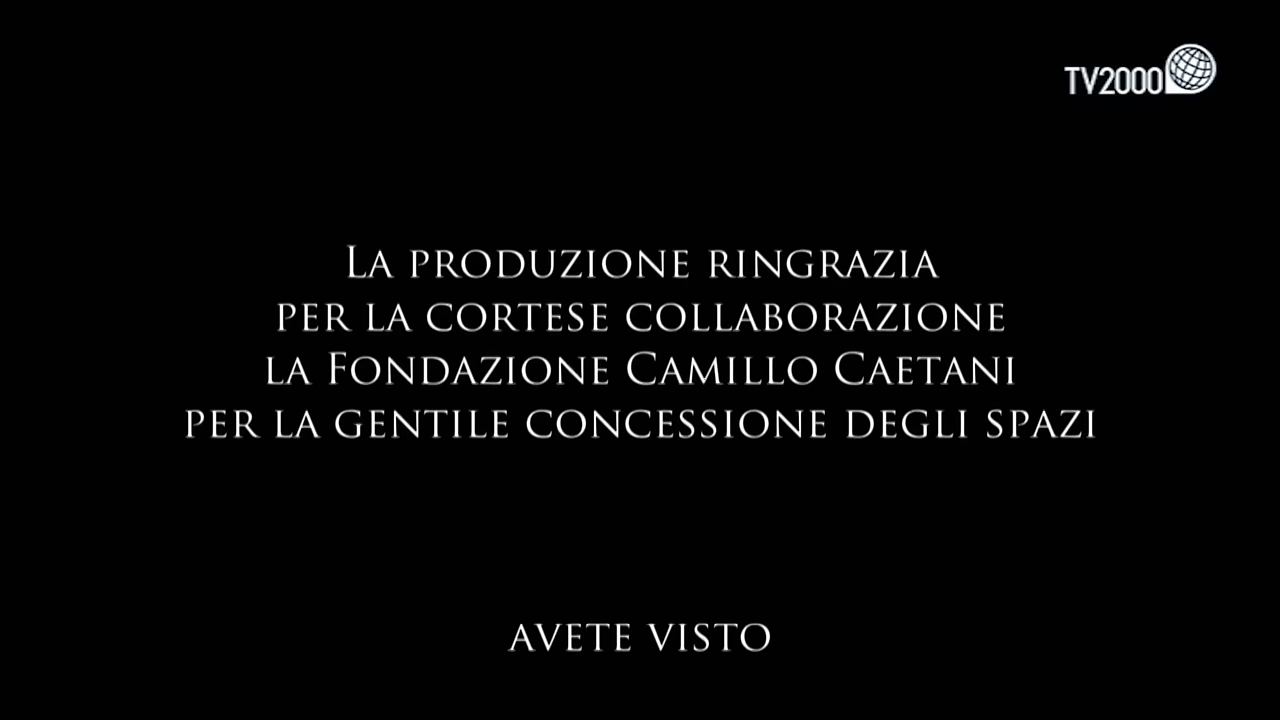 TV2000
La produzione ringrazia
per la cortese collaborazione
la Fondazione Camillo Caetani
per la gentile concessione degli spazi
avete visto